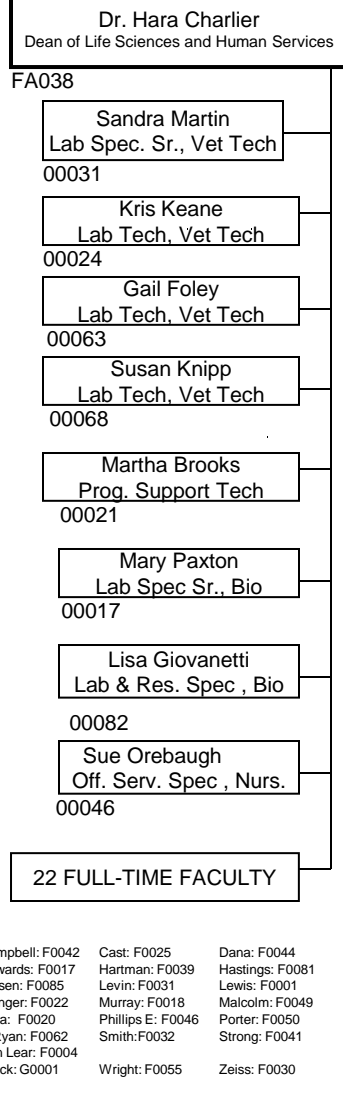 Dr. Hara Charlier
Dean of Life Sciences and Human Services
FA038
Sandra Martin
Lab Spec. Sr., Vet Tech
00031
Kris Keane
Lab Tech, Vet Tech
00024
Gail Foley
Lab Tech, Vet Tech
00063
Susan Knipp
Lab Tech, Vet Tech
00068
Martha Brooks
Prog. Support Tech
00021
Mary Paxton
Lab Spec Sr., Bio
00017
Lisa Giovanetti
Lab & Res. Spec , Bio
00082
Sue Orebaugh
Off. Serv. Spec , Nurs.
00046
22 FULL-TIME FACULTY
mpbell: F0042 Cast: F0025 Dana: F0044
wards: F0017 Hartman: F0039 Hastings: F0081
sen: F0085 Levin: F0031 Lewis: F0001
nger: F0022 Murray: F0018 Malcolm: F0049
a: F0020 Phillips E: F0046 Porter: F0050
Ryan: F0062 Smith:F0032 Strong: F0041
n Lear: F0004
ck: G0001 Wright: F0055 Zeiss: F0030